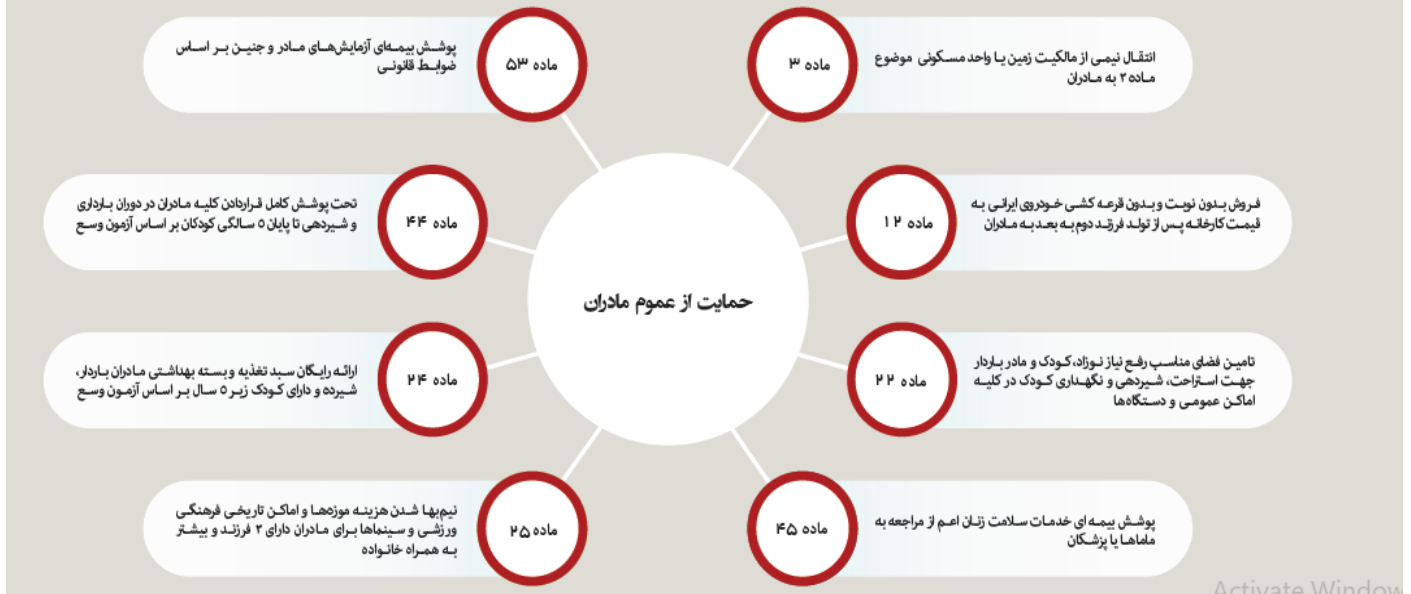 حمایت از عموم مادران
ماده ۳
انتقال نیمی از مالکیت زمین یا واحد مسکونی موضوع
ماده ۲ به مادران
ماده ۱۲
فروش بدون نوبت و بدون قرعه کشی خودروی ایرانی به
قیمت کارخانه پس از تولد فرزند دوم به بعد به مادران
ماده ۲۲
تامین فضای مناسب رفع نیاز نوزاد، کودک و مادر باردار
جهت استراحت، شیردهی و نگهداری کودک در کلیه
اماکن عمومی و دستگاه‌ها
ماده ۴۵
پوشش بیمه ای خدمات سلامت زنان اعم از مراجعه به
ماماها یا پزشکان
ماده ۵۳
پوشش بیمه‌ای آزمایش‌های مادر و جنین بر اساس
ضوابط قانونی
ماده ۴۴
تحت پوشش کامل قراردادن کلیه مادران در دوران بارداری
و شیردهی تا پایان ۵ سالگی کودکان بر اساس آزمون وسع
ماده ۲۴
ارائه رایگان سبد تغذیه و بسته بهداشتی مادران باردار،
شیرده و دارای کودک زیر ۵ سال بر اساس آزمون وسع
ماده ۲۵
نیم‌بها شدن هزینه موزه‌ها و اماکن تاریخی فرهنگی
ورزشی و سینماها برای مادران دارای ۳ فرزند و بیشتر
به همراه خانواده
Activate Window